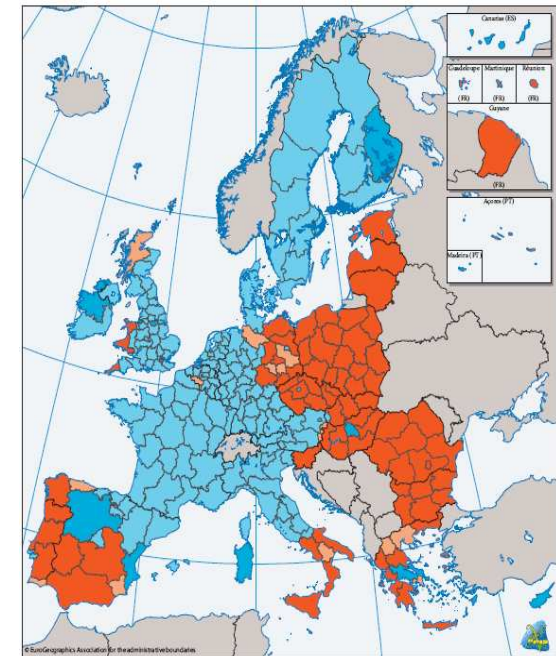 Canarias (ES)
Guadeloupe Martinique Réunion
(FR) (FR) (FR)
Guyane
(FR)
Açores (PT)
Madeira (PT)
© EuroGeographics Association for the administrative boundaries